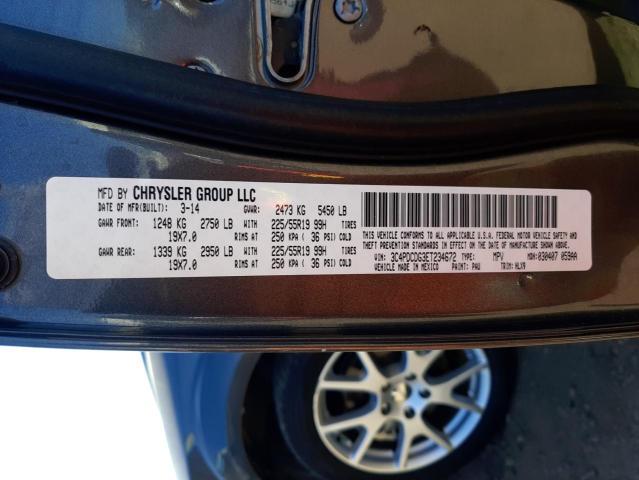 MFD BY CHRYSLER GROUP LLC
DATE OF MFR(BUILT): 3-14 GVWR: 2473 KG 5450 LB
GAWR FRONT: 1248 KG 2750 LB WITH 225/55R19 99H TIRES
19X7.0 RIMS AT 250 KPA ( 36 PSI) COLD
GAWR REAR: 1339 KG 2950 LB WITH 225/55R19 99H TIRES
19X7.0 RIMS AT 250 KPA ( 36 PSI) COLD
THIS VEHICLE CONFORMS TO ALL APPLICABLE U.S.A. FEDERAL MOTOR VEHICLE SAFETY AND
THEFT PREVENTION STANDARDS IN EFFECT ON THE DATE OF MANUFACTURE SHOWN ABOVE.
VIN: 3C4PDCDG3ET234672 TYPE: MPV MDH: 030407 059AA
MADE IN MEXICO PAINT: PAU TRIM: HLX9